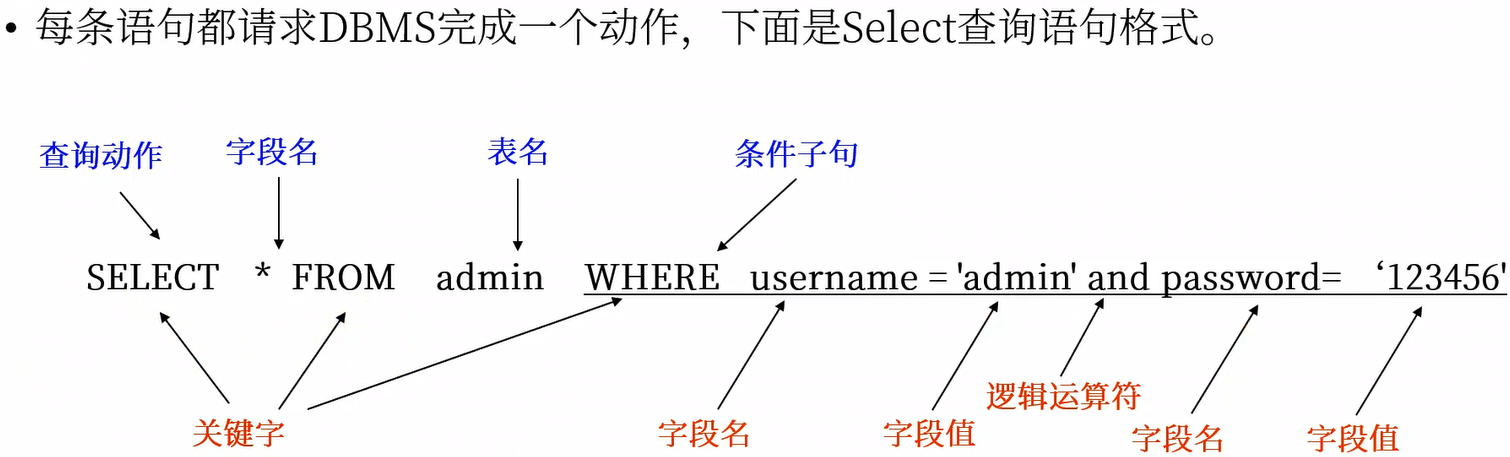 • 每条语句都请求DBMS完成一个动作，下面是Select查询语句格式。
查询动作 字段名 表名 条件子句
SELECT * FROM admin WHERE username = 'admin' and password= ‘123456'
逻辑运算符
关键字 字段名 字段值 字段名 字段值